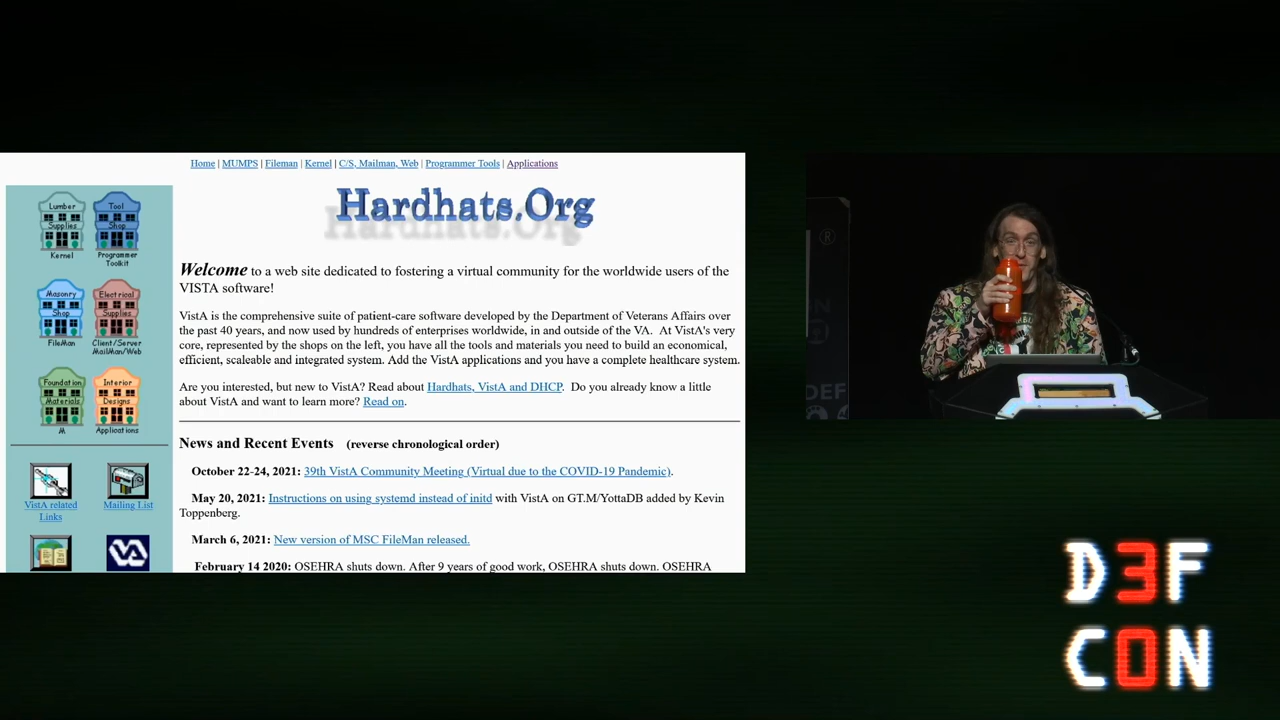 Home | MUMPS | Fileman | Kernel | C/S, Mailman, Web | Programmer Tools | Applications
Hardhats.Org
Lumber
Supplies
Kernel
Tool
Shop
Programmer
Toolkit
Masonry
Shop
FileMan
Electrical
Supplies
Client/Server
MailMan/Web
Foundation
Materials
M
Interior
Designs
Applications
VistA related
Links
Mailing List
VA
Welcome to a web site dedicated to fostering a virtual community for the worldwide users of the
VISTA software!
VistA is the comprehensive suite of patient-care software developed by the Department of Veterans Affairs over
the past 40 years, and now used by hundreds of enterprises worldwide, in and outside of the VA. At VistA's very
core, represented by the shops on the left, you have all the tools and materials you need to build an economical,
efficient, scaleable and integrated system. Add the VistA applications and you have a complete healthcare system.
Are you interested, but new to VistA? Read about Hardhats, VistA and DHCP. Do you already know a little
about VistA and want to learn more? Read on.
News and Recent Events (reverse chronological order)
October 22-24, 2021: 39th VistA Community Meeting (Virtual due to the COVID-19 Pandemic).
May 20, 2021: Instructions on using systemd instead of initd with VistA on GT.M/YottaDB added by Kevin
Toppenberg.
March 6, 2021: New version of MSC FileMan released.
February 14 2020: OSEHRA shuts down. After 9 years of good work, OSEHRA shuts down. OSEHRA
®
DEF
D3F
C0N